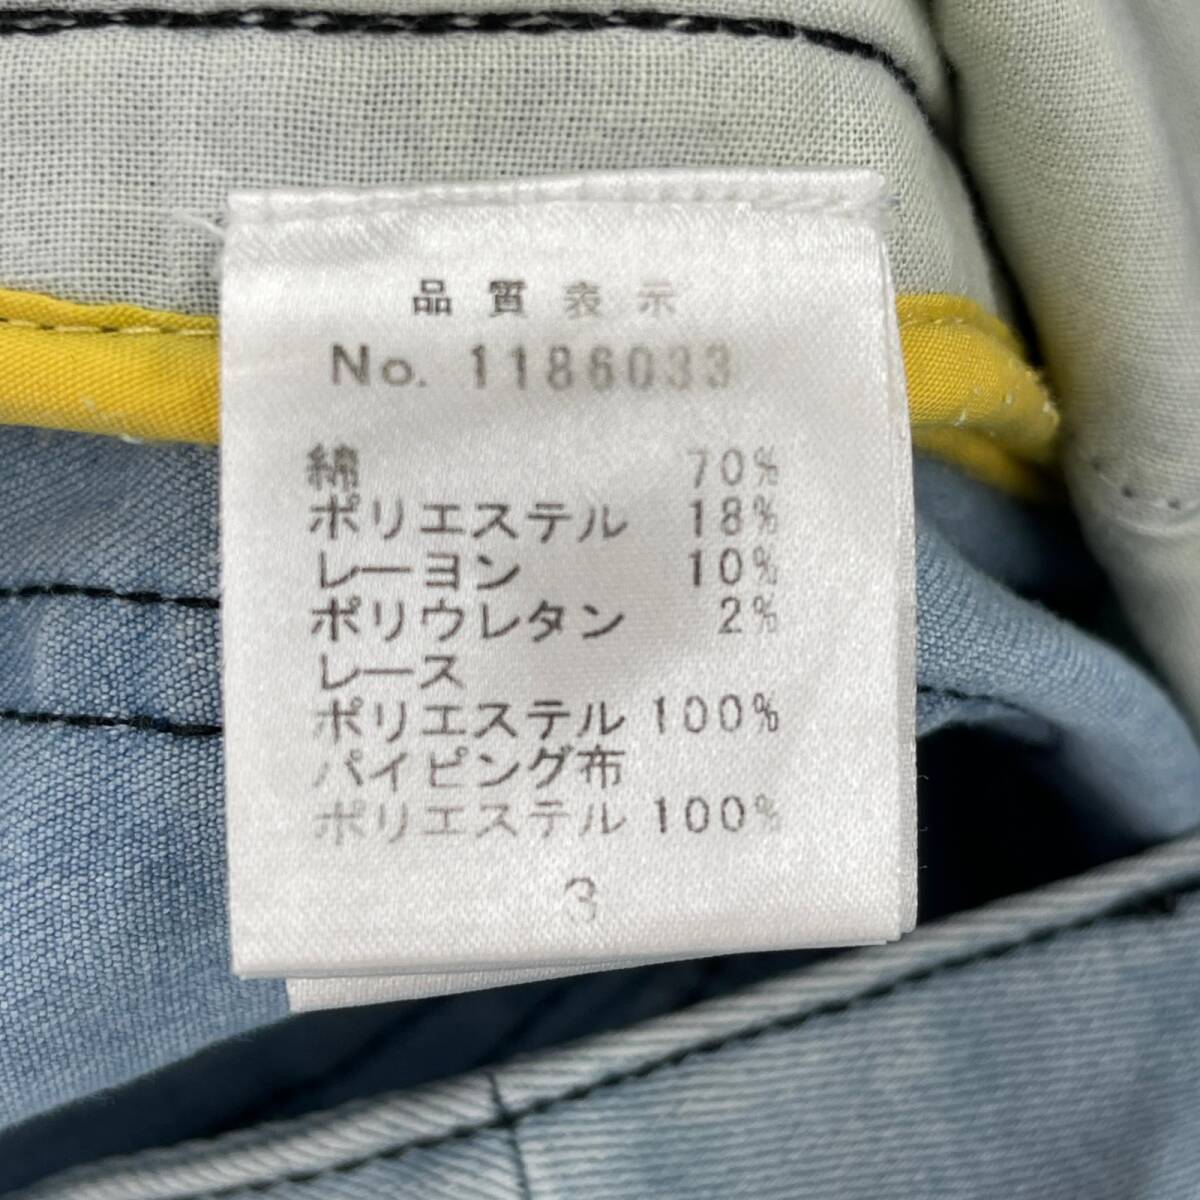 品質表示
No. 1186033
綿 70%
ポリエステル 18%
レーヨン 10%
ポリウレタン 2%
レース
ポリエステル 100%
パイピング布
ポリエステル 100%
3